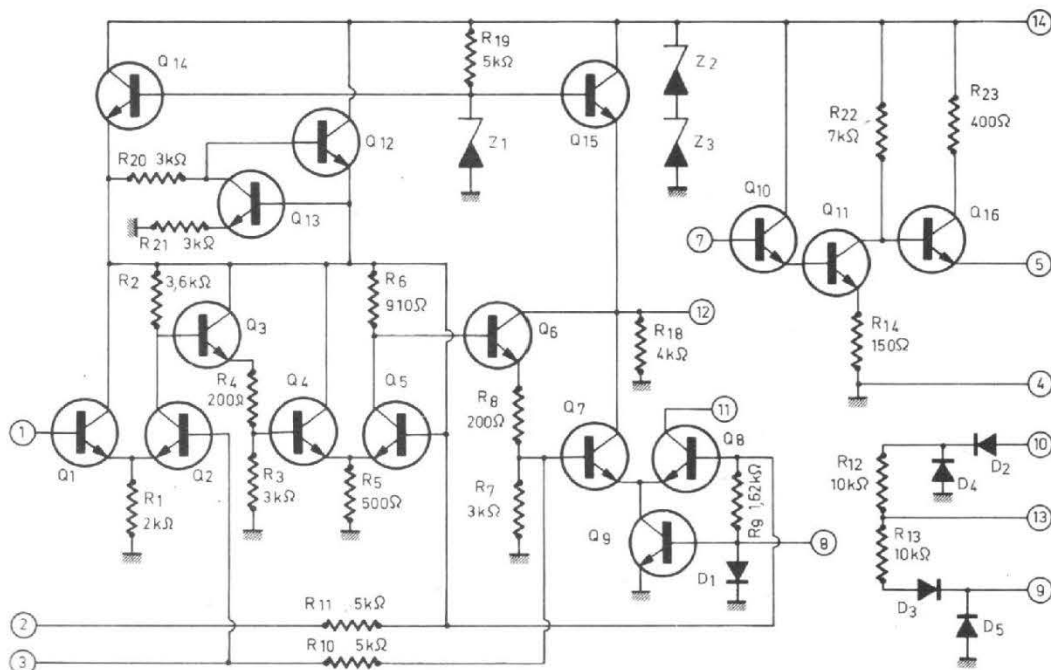 14
R19
5kΩ
Q14
Z2
R23
400Ω
R22
7kΩ
Q12
Z1
Q15
Z3
R20 3kΩ
Q10
Q11
Q16
Q13
R21 3kΩ
7
5
R2
3,6kΩ
R6
910Ω
12
Q3
Q6
R18
4kΩ
R14
150Ω
R4
200Ω
Q4
Q5
R8
200Ω
4
Q7
11
1
Q8
10
Q1
Q2
R3
3kΩ
R5
500Ω
R7
3kΩ
R12
10kΩ
D4
D2
R1
2kΩ
R9 1,62kΩ
13
Q9
8
R13
10kΩ
D1
9
R11 5kΩ
D3
D5
2
R10 5kΩ
3